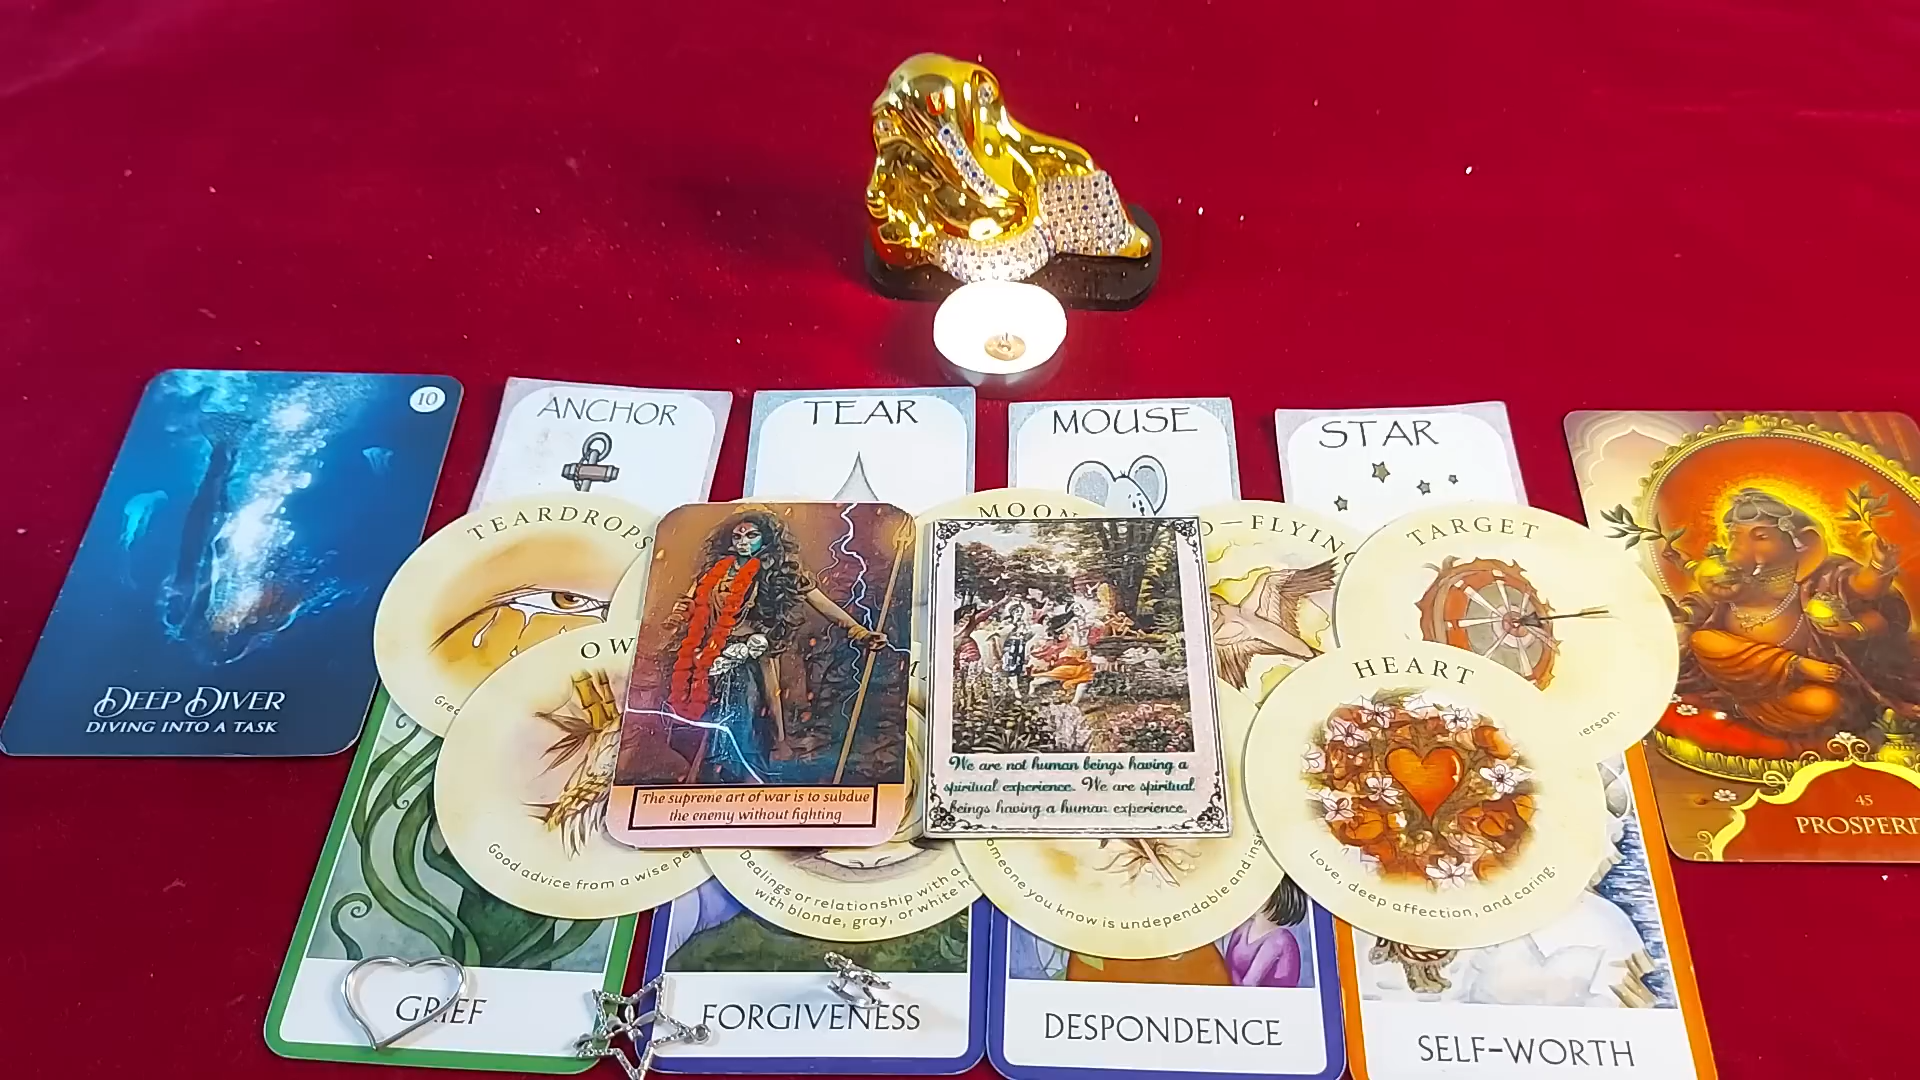 10
DEEP DIVER
DIVING INTO A TASK
ANCHOR
TEAR
MOUSE
STAR
TEARDROPS
MOON
FLYING
TARGET
HEART
The supreme art of war is to subdue
the enemy without fighting
We are not human beings having a
spiritual experience. We are spiritual
beings having a human experience.
Good advice from a wise
Dealings or relationship with a
with blonde, gray, or white
you know is undependable and
Love, deep affection, and caring.
45
GRIEF
FORGIVENESS
DESPONDENCE
SELF-WORTH